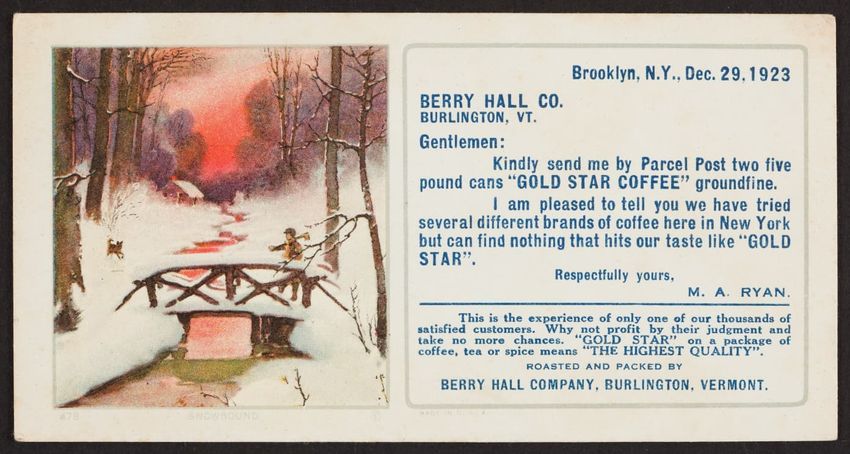 Brooklyn, N.Y., Dec. 29, 1923
BERRY HALL CO.
BURLINGTON, VT.
Gentlemen:
Kindly send me by Parcel Post two five
pound cans "GOLD STAR COFFEE" groundfine.
I am pleased to tell you we have tried
several different brands of coffee here in New York
but can find nothing that hits our taste like "GOLD
STAR".
Respectfully yours,
M. A. RYAN.
This is the experience of only one of our thousands of
satisfied customers. Why not profit by their judgment and
take no more chances. "GOLD STAR" on a package of
coffee, tea or spice means "THE HIGHEST QUALITY".
ROASTED AND PACKED BY
BERRY HALL COMPANY, BURLINGTON, VERMONT.
478 SNOWBOUND
MADE IN U.S.A.